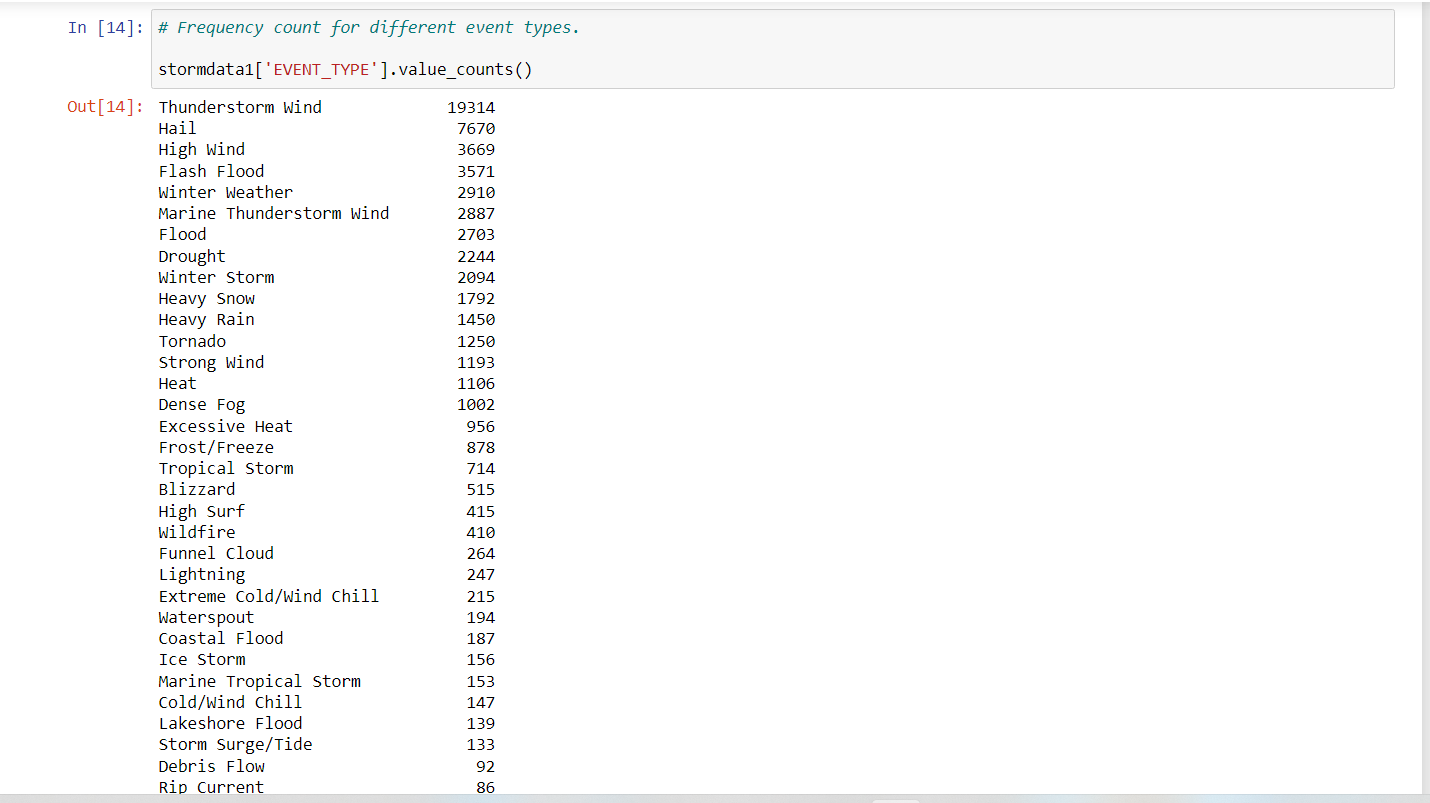 In [14]: # Frequency count for different event types.
stormdata1['EVENT_TYPE'].value_counts()
Out[14]: Thunderstorm Wind 19314
Hail 7670
High Wind 3669
Flash Flood 3571
Winter Weather 2910
Marine Thunderstorm Wind 2887
Flood 2703
Drought 2244
Winter Storm 2094
Heavy Snow 1792
Heavy Rain 1450
Tornado 1250
Strong Wind 1193
Heat 1106
Dense Fog 1002
Excessive Heat 956
Frost/Freeze 878
Tropical Storm 714
Blizzard 515
High Surf 415
Wildfire 410
Funnel Cloud 264
Lightning 247
Extreme Cold/Wind Chill 215
Waterspout 194
Coastal Flood 187
Ice Storm 156
Marine Tropical Storm 153
Cold/Wind Chill 147
Lakeshore Flood 139
Storm Surge/Tide 133
Debris Flow 92
Rip Current 86